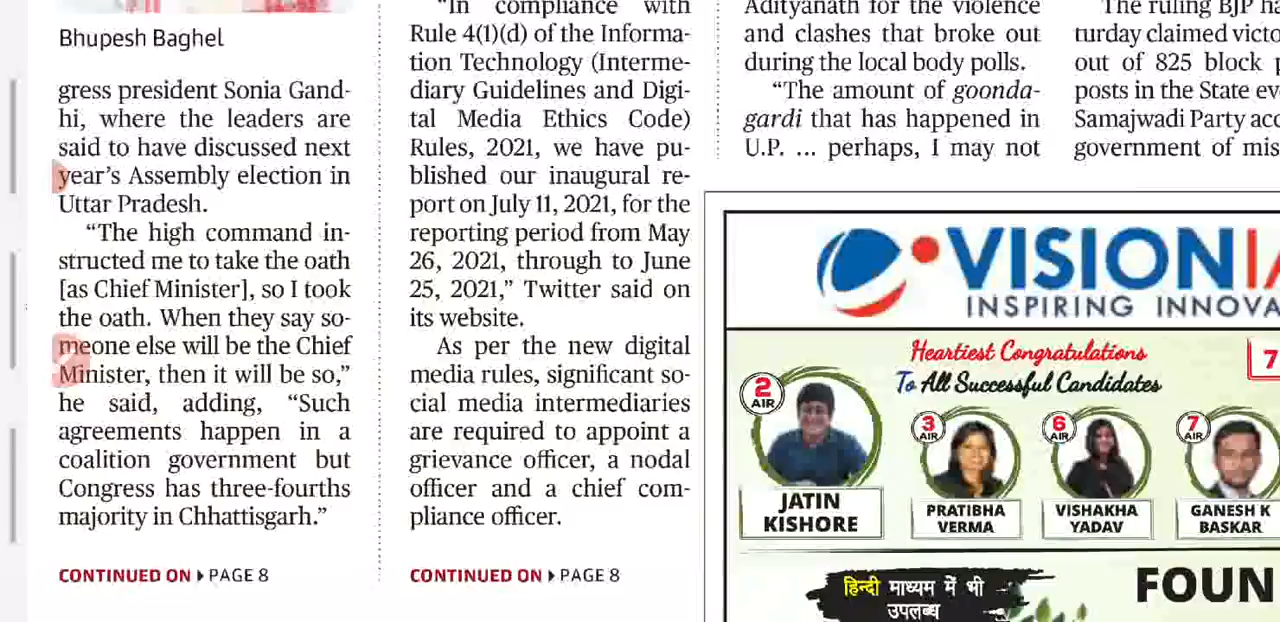 Bhupesh Baghel
gress president Sonia Gand-
hi, where the leaders are
said to have discussed next
year's Assembly election in
Uttar Pradesh.
“The high command in-
structed me to take the oath
[as Chief Minister], so I took
the oath. When they say so-
meone else will be the Chief
Minister, then it will be so,”
he said, adding, “Such
agreements happen in a
coalition government but
Congress has three-fourths
majority in Chhattisgarh.”
CONTINUED ON PAGE 8
“In compliance with
Rule 4(1)(d) of the Informa-
tion Technology (Interme-
diary Guidelines and Digi-
tal Media Ethics Code)
Rules, 2021, we have pu-
blished our inaugural re-
port on July 11, 2021, for the
reporting period from May
26, 2021, through to June
25, 2021,” Twitter said on
its website.
As per the new digital
media rules, significant so-
cial media intermediaries
are required to appoint a
grievance officer, a nodal
officer and a chief com-
pliance officer.
CONTINUED ON PAGE 8
Adityanath for the violence
and clashes that broke out
during the local body polls.
“The amount of goonda-
gardi that has happened in
U.P. ... perhaps, I may not
The ruling BJP ha
turday claimed victo
out of 825 block p
posts in the State ev
Samajwadi Party acc
government of mis
VISIONIA
INSPIRING INNOVA
Heartiest Congratulations
To All Successful Candidates
7
2 AIR
JATIN
KISHORE
3 AIR
PRATIBHA
VERMA
6 AIR
VISHAKHA
YADAV
7 AIR
GANESH K
BASKAR
हिन्दी माध्यम में भी
उपलब्ध
FOUN